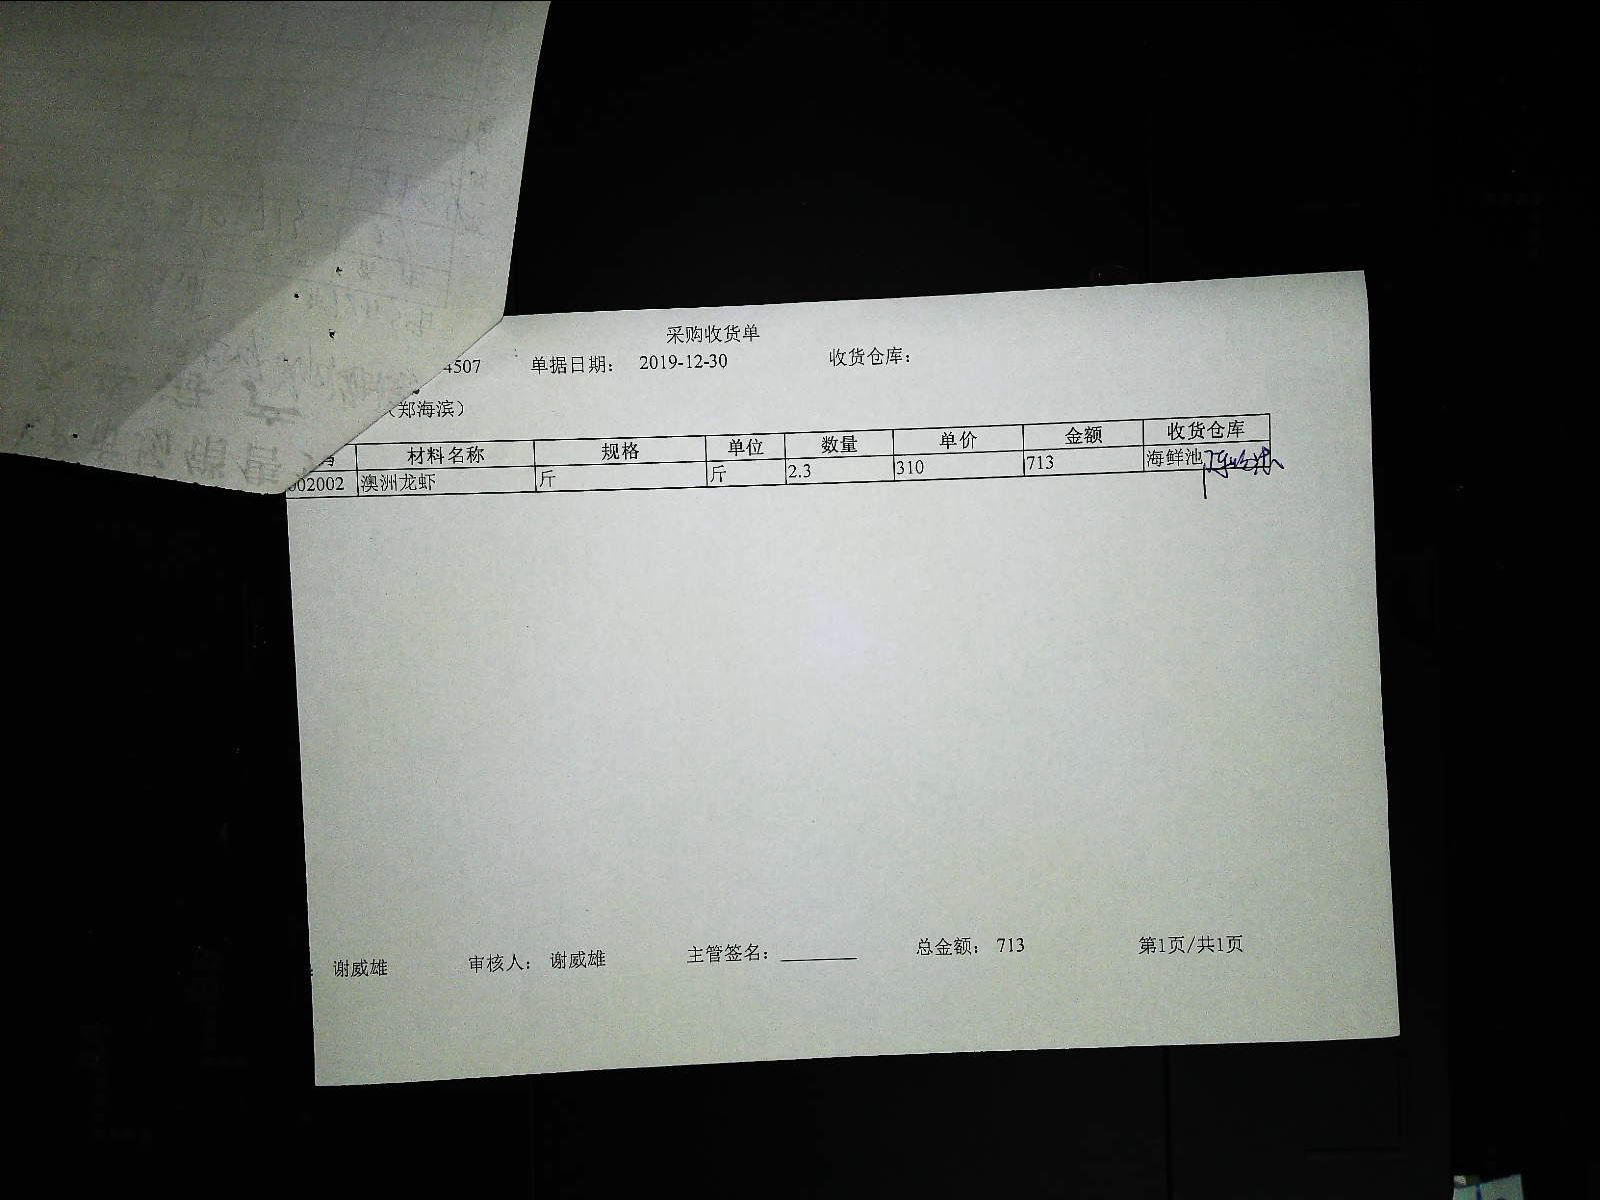 采购收货单
4507 单据日期： 2019-12-30 收货仓库：
（郑海滨）
材料名称 规格 单位 数量 单价 金额 收货仓库
002002 澳洲龙虾 斤 斤 2.3 310 713 海鲜池
谢威雄 审核人： 谢威雄 主管签名： 总金额： 713 第1页/共1页